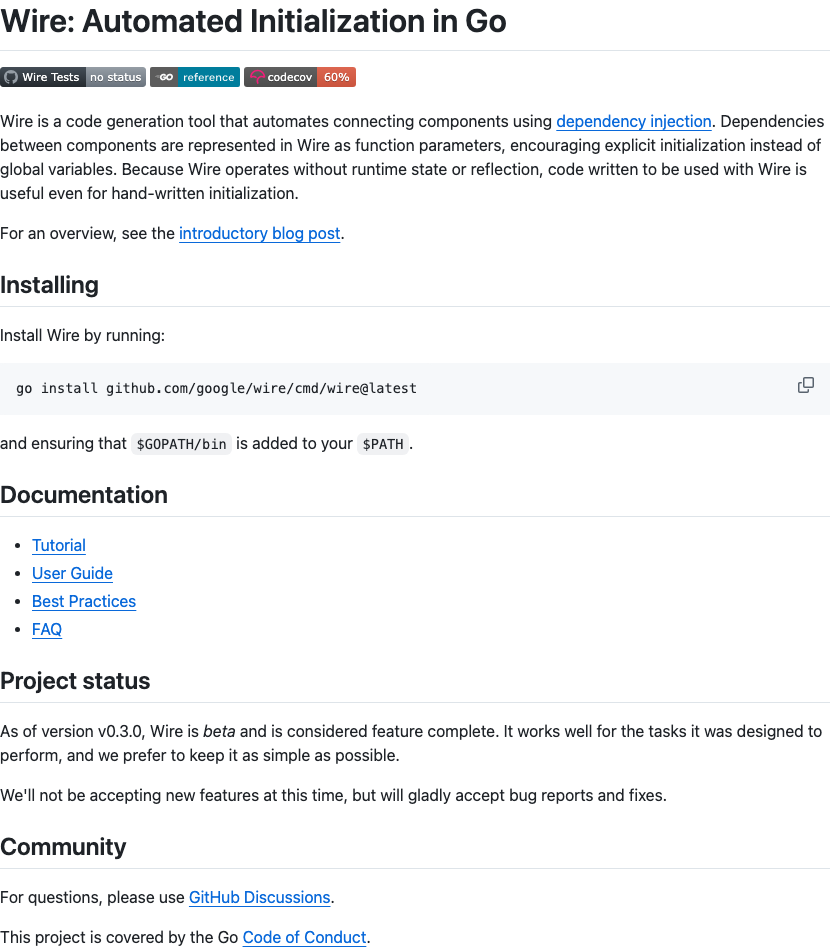 Wire: Automated Initialization in Go
Wire Tests no status GO reference codecov 60%
Wire is a code generation tool that automates connecting components using dependency injection. Dependencies
between components are represented in Wire as function parameters, encouraging explicit initialization instead of
global variables. Because Wire operates without runtime state or reflection, code written to be used with Wire is
useful even for hand-written initialization.
For an overview, see the introductory blog post.
Installing
Install Wire by running:
go install github.com/google/wire/cmd/wire@latest
and ensuring that $GOPATH/bin is added to your $PATH.
Documentation
• Tutorial
• User Guide
• Best Practices
• FAQ
Project status
As of version v0.3.0, Wire is beta and is considered feature complete. It works well for the tasks it was designed to
perform, and we prefer to keep it as simple as possible.
We'll not be accepting new features at this time, but will gladly accept bug reports and fixes.
Community
For questions, please use GitHub Discussions.
This project is covered by the Go Code of Conduct.